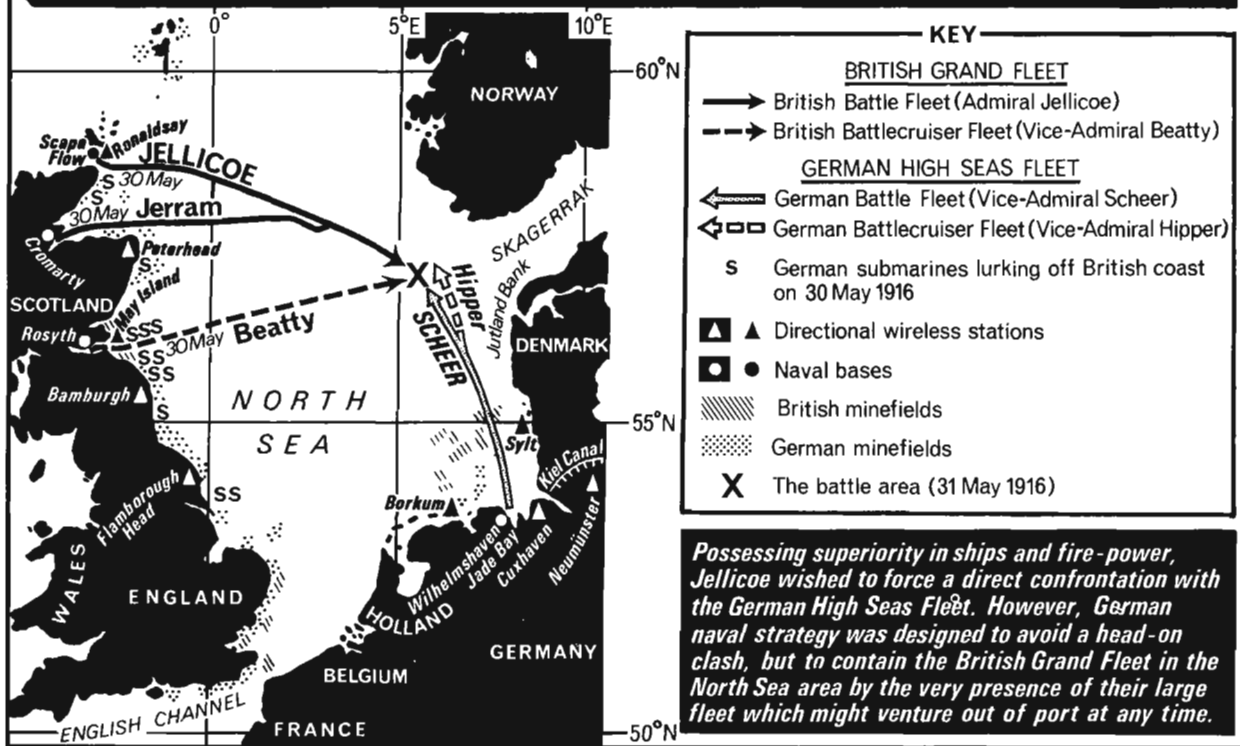 0°
5°E
10°E
60°N
NORWAY
Scapa
Flow
Ronaldsay
JELLICOE
S
30 May
S
30 May
Jerram
SKAGERRAK
Cromarty
Peterhead
S
S
X
Hipper
Jutland Bank
May Island
SCOTLAND
SCHEER
Rosyth
SSS
30 May
Beatty
DENMARK
SS
SS
Bamburgh
S
NORTH
SEA
55°N
Sylt
Kiel Canal
Flamborough
Head
SS
Borkum
Wilhelmshaven
Jade Bay
Cuxhaven
Neumünster
WALES
ENGLAND
HOLLAND
GERMANY
BELGIUM
ENGLISH CHANNEL
FRANCE
50°N
KEY
BRITISH GRAND FLEET
British Battle Fleet (Admiral Jellicoe)
British Battlecruiser Fleet (Vice-Admiral Beatty)
GERMAN HIGH SEAS FLEET
German Battle Fleet (Vice-Admiral Scheer)
German Battlecruiser Fleet (Vice-Admiral Hipper)
S German submarines lurking off British coast
on 30 May 1916
Directional wireless stations
Naval bases
British minefields
German minefields
X The battle area (31 May 1916)
Possessing superiority in ships and fire-power,
Jellicoe wished to force a direct confrontation with
the German High Seas Fleet. However, German
naval strategy was designed to avoid a head-on
clash, but to contain the British Grand Fleet in the
North Sea area by the very presence of their large
fleet which might venture out of port at any time.